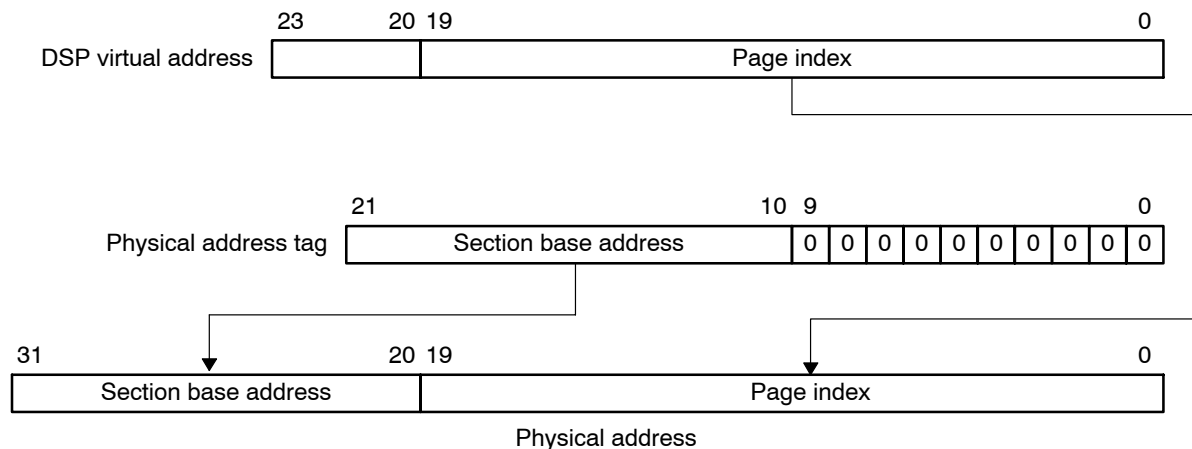 23 20 19 0
DSP virtual address Page index
21 10 9 0
Physical address tag Section base address 0 0 0 0 0 0 0 0 0 0
31 20 19 0
Section base address Page index
Physical address